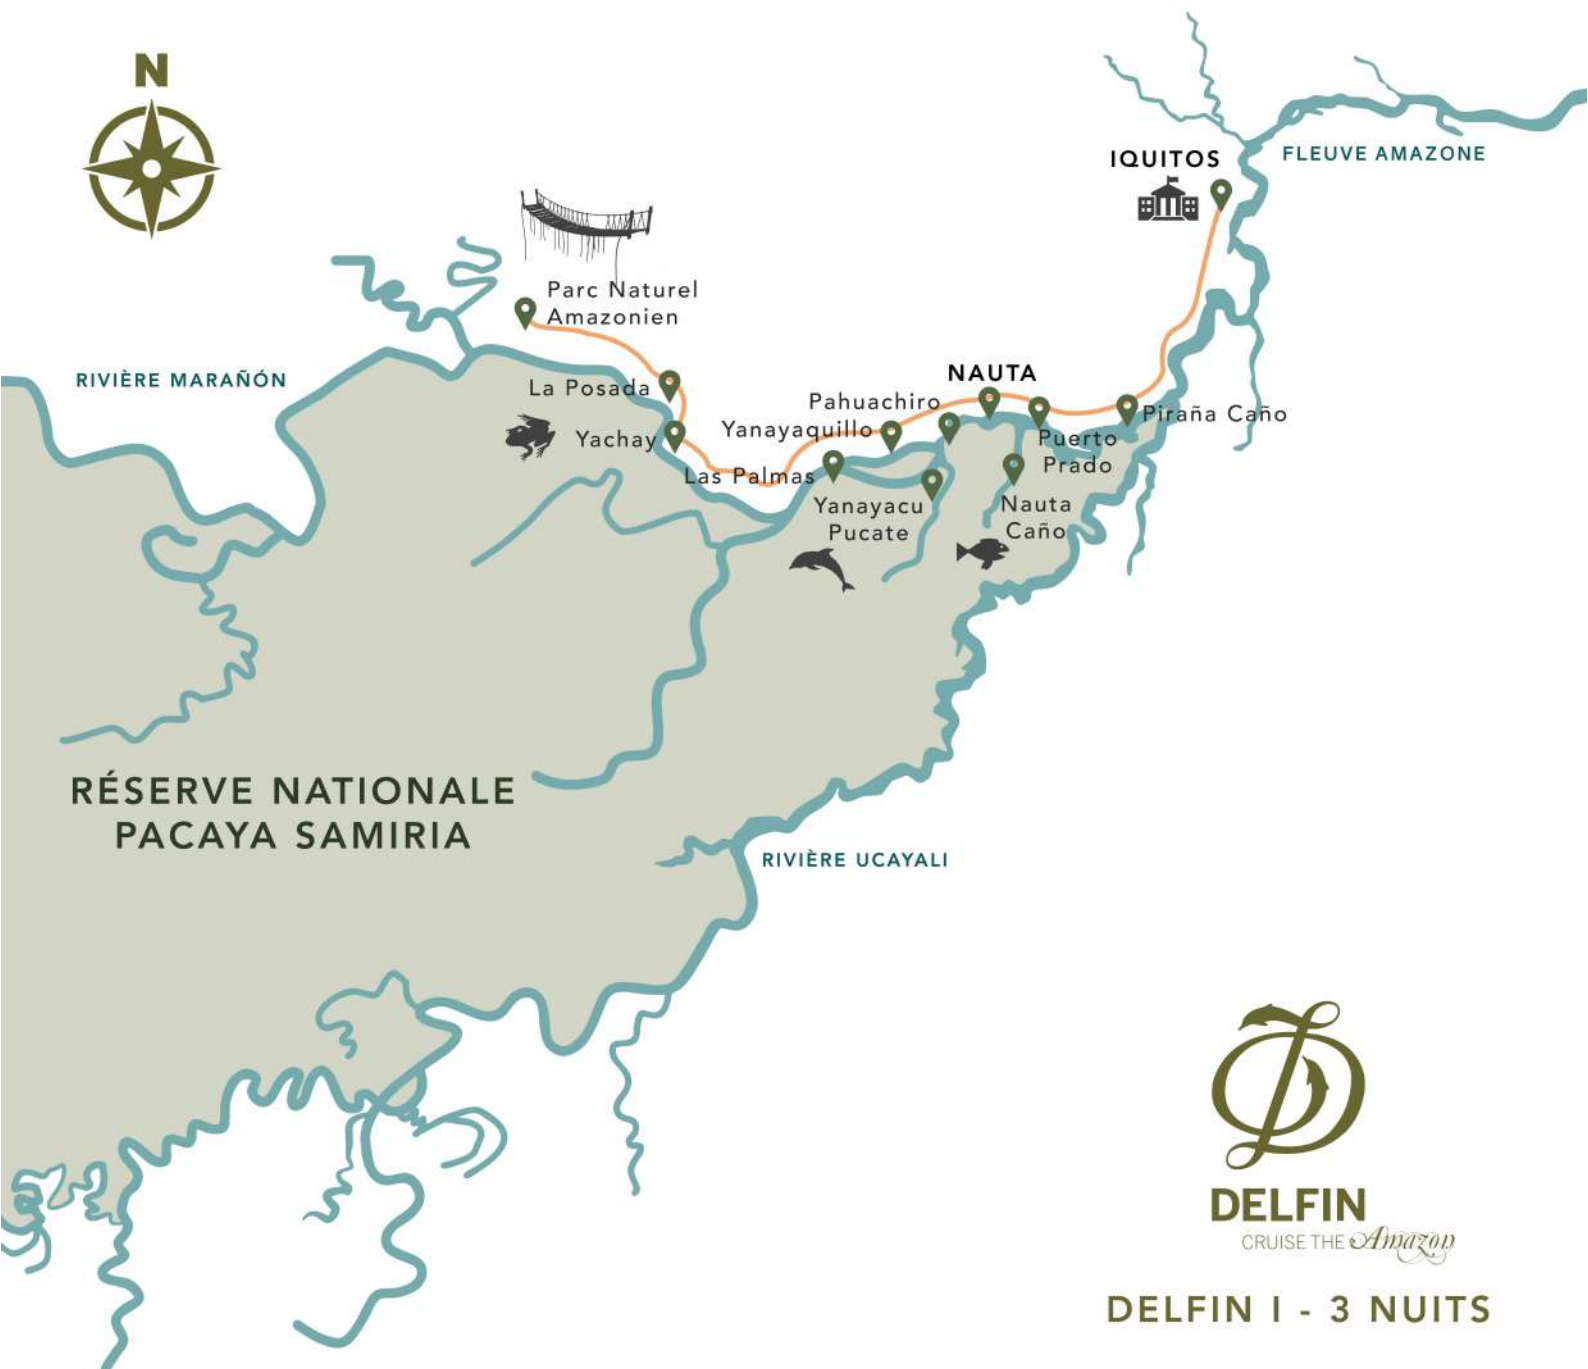 N
IQUITOS
FLEUVE AMAZONE
Parc Naturel
Amazonien
RIVIÈRE MARAÑÓN
La Posada
NAUTA
Pahuachiro
Piraña Caño
Yanayaquillo
Yachay
Puerto
Prado
Las Palmas
Yanayacu
Pucate
Nauta
Caño
RÉSERVE NATIONALE
PACAYA SAMIRIA
RIVIÈRE UCAYALI
DELFIN
CRUISE THE Amazon
DELFIN I - 3 NUITS